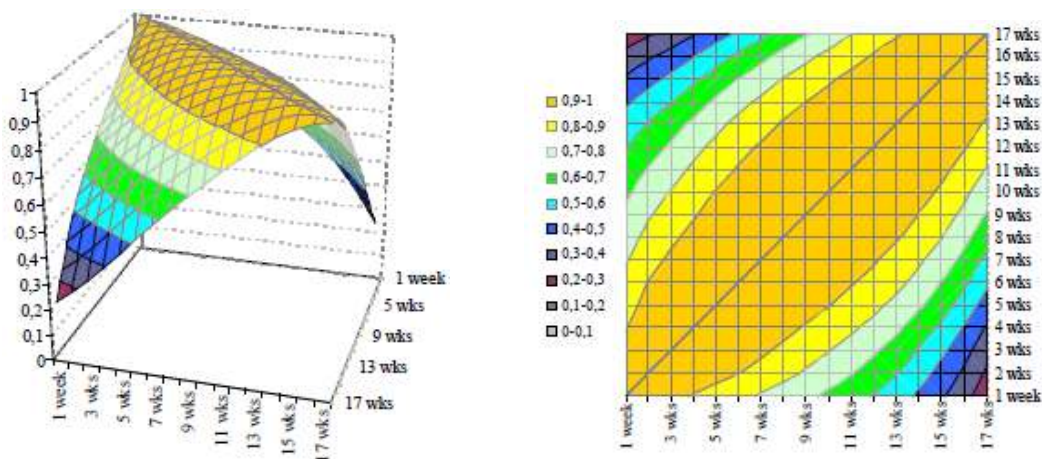 1
0,9
0,8
0,7
0,6
0,5
0,4
0,3
0,2
0,1
0
1 week
3 wks
5 wks
7 wks
9 wks
11 wks
13 wks
15 wks
17 wks
1 week
5 wks
9 wks
13 wks
17 wks
0,9-1
0,8-0,9
0,7-0,8
0,6-0,7
0,5-0,6
0,4-0,5
0,3-0,4
0,2-0,3
0,1-0,2
0-0,1
17 wks
16 wks
15 wks
14 wks
13 wks
12 wks
11 wks
10 wks
9 wks
8 wks
7 wks
6 wks
5 wks
4 wks
3 wks
2 wks
1 week
1 week
3 wks
5 wks
7 wks
9 wks
11 wks
13 wks
15 wks
17 wks